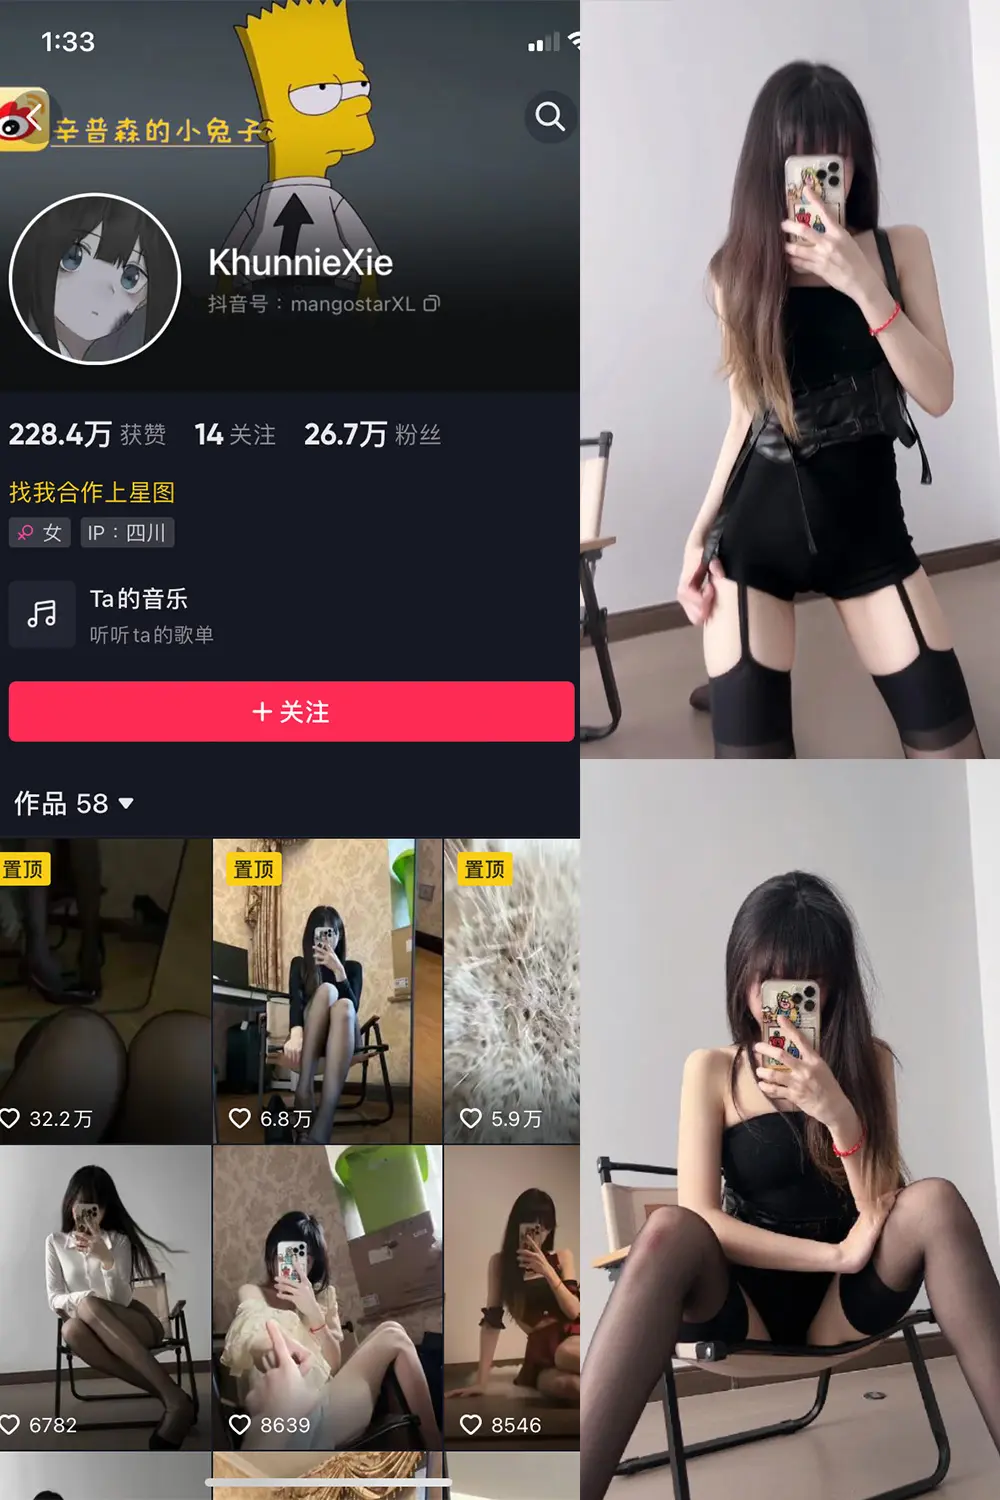 1:33
辛普森的小兔子
KhunnieXie
抖音号：mangostarXL
228.4万 获赞 14 关注 26.7万 粉丝
找我合作上星图
女 IP：四川
Ta的音乐
听听ta的歌单
+ 关注
作品 58
置顶 置顶 置顶
32.2万 6.8万 5.9万
6782 8639 8546